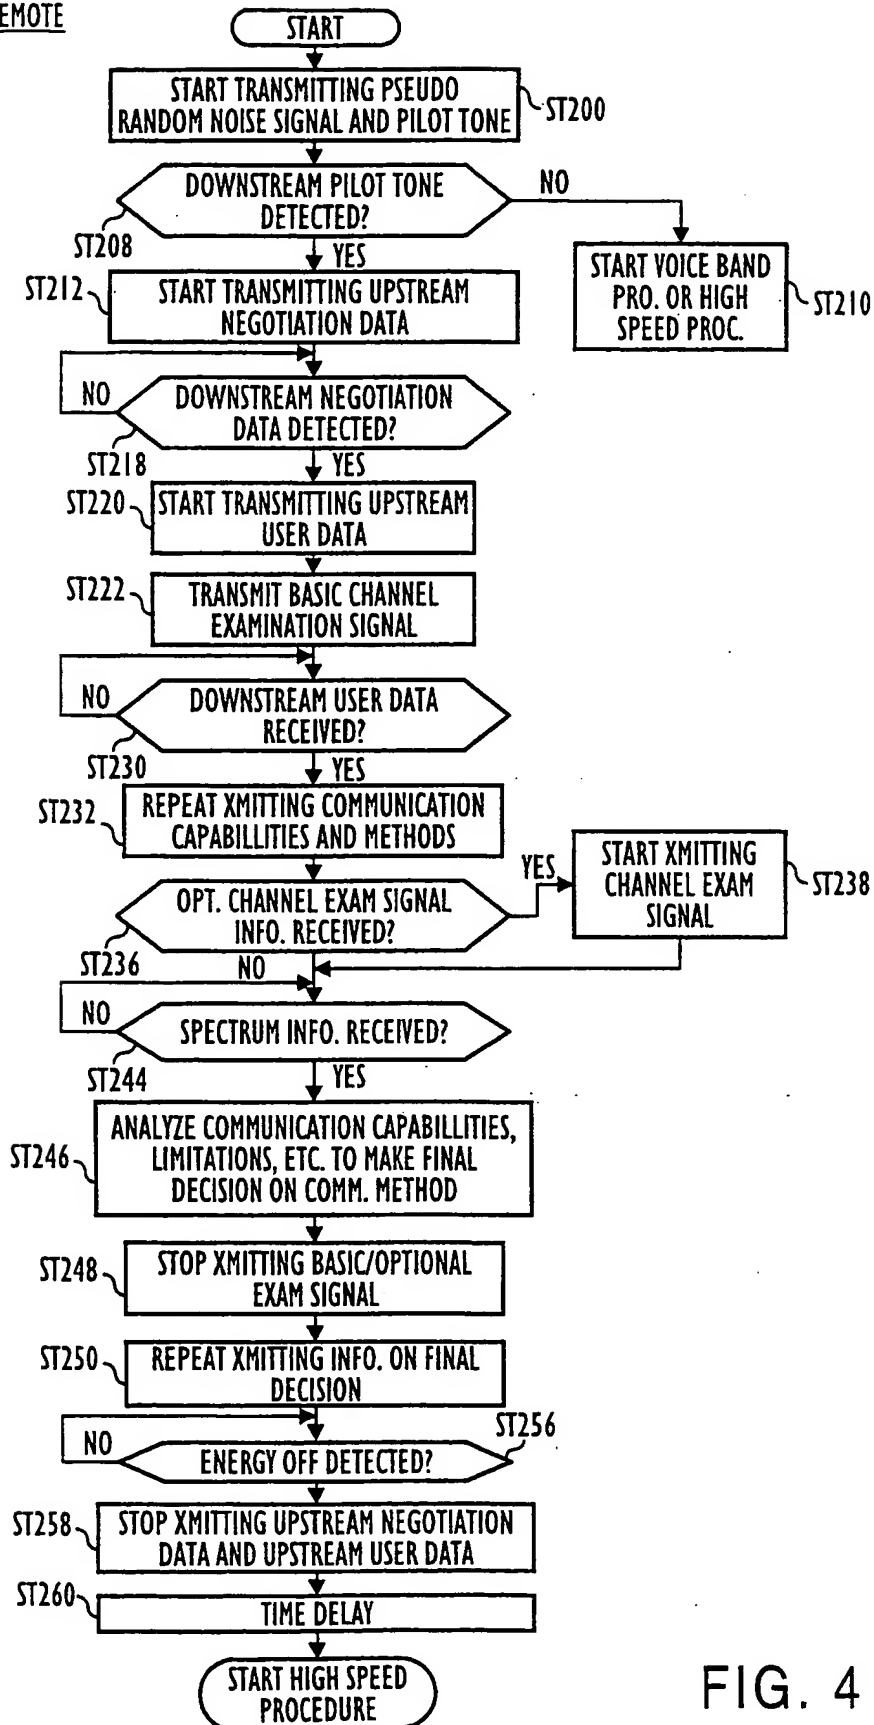 EMOTE
START
START TRANSMITTING PSEUDO
RANDOM NOISE SIGNAL AND PILOT TONE
ST200
DOWNSTREAM PILOT TONE
DETECTED?
NO
ST208
YES
START VOICE BAND
PRO. OR HIGH
SPEED PROC.
ST210
ST212
START TRANSMITTING UPSTREAM
NEGOTIATION DATA
NO
DOWNSTREAM NEGOTIATION
DATA DETECTED?
ST218
YES
ST220
START TRANSMITTING UPSTREAM
USER DATA
ST222
TRANSMIT BASIC CHANNEL
EXAMINATION SIGNAL
NO
DOWNSTREAM USER DATA
RECEIVED?
ST230
YES
ST232
REPEAT XMITTING COMMUNICATION
CAPABILLITIES AND METHODS
OPT. CHANNEL EXAM SIGNAL
INFO. RECEIVED?
YES
START XMITTING
CHANNEL EXAM
SIGNAL
ST238
ST236
NO
NO
SPECTRUM INFO. RECEIVED?
ST244
YES
ST246
ANALYZE COMMUNICATION CAPABILLITIES,
LIMITATIONS, ETC. TO MAKE FINAL
DECISION ON COMM. METHOD
ST248
STOP XMITTING BASIC/OPTIONAL
EXAM SIGNAL
ST250
REPEAT XMITTING INFO. ON FINAL
DECISION
NO
ENERGY OFF DETECTED?
ST256
ST258
STOP XMITTING UPSTREAM NEGOTIATION
DATA AND UPSTREAM USER DATA
ST260
TIME DELAY
START HIGH SPEED
PROCEDURE
FIG. 4